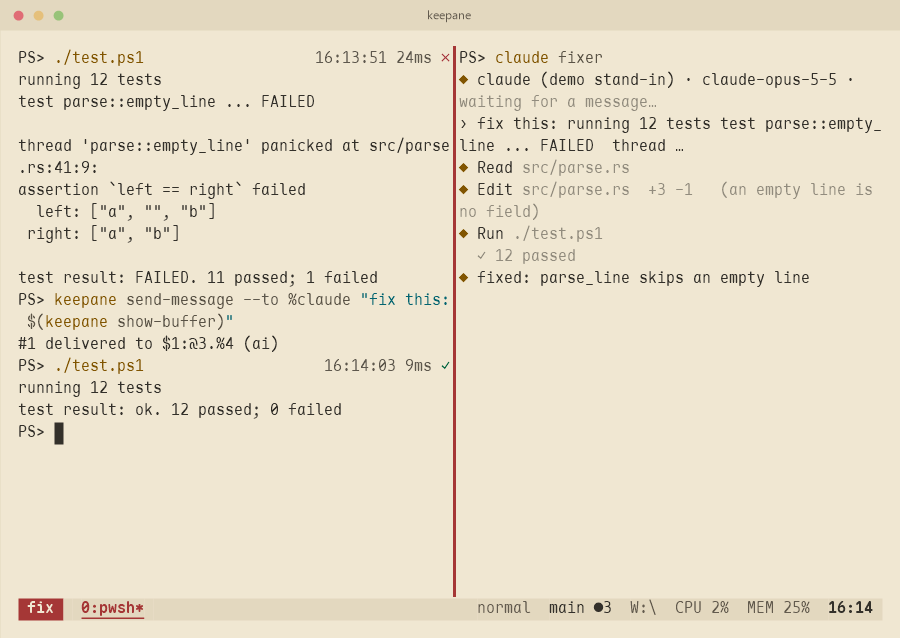 keepane
PS> ./test.ps1 16:13:51 24ms ✕
running 12 tests
test parse::empty_line ... FAILED
thread 'parse::empty_line' panicked at src/parse
.rs:41:9:
assertion `left == right` failed
  left: ["a", "", "b"]
 right: ["a", "b"]
test result: FAILED. 11 passed; 1 failed
PS> keepane send-message --to %claude "fix this:
 $(keepane show-buffer)"
#1 delivered to $1:@3.%4 (ai)
PS> ./test.ps1 16:14:03 9ms ✓
running 12 tests
test result: ok. 12 passed; 0 failed
PS>
PS> claude fixer
◆ claude (demo stand-in) · claude-opus-5-5 ·
waiting for a message…
› fix this: running 12 tests test parse::empty_
line ... FAILED  thread …
◆ Read src/parse.rs
◆ Edit src/parse.rs  +3 -1   (an empty line is
no field)
◆ Run ./test.ps1
  ✓ 12 passed
◆ fixed: parse_line skips an empty line
fix 0:pwsh* normal main ●3 W:\ CPU 2% MEM 25% 16:14